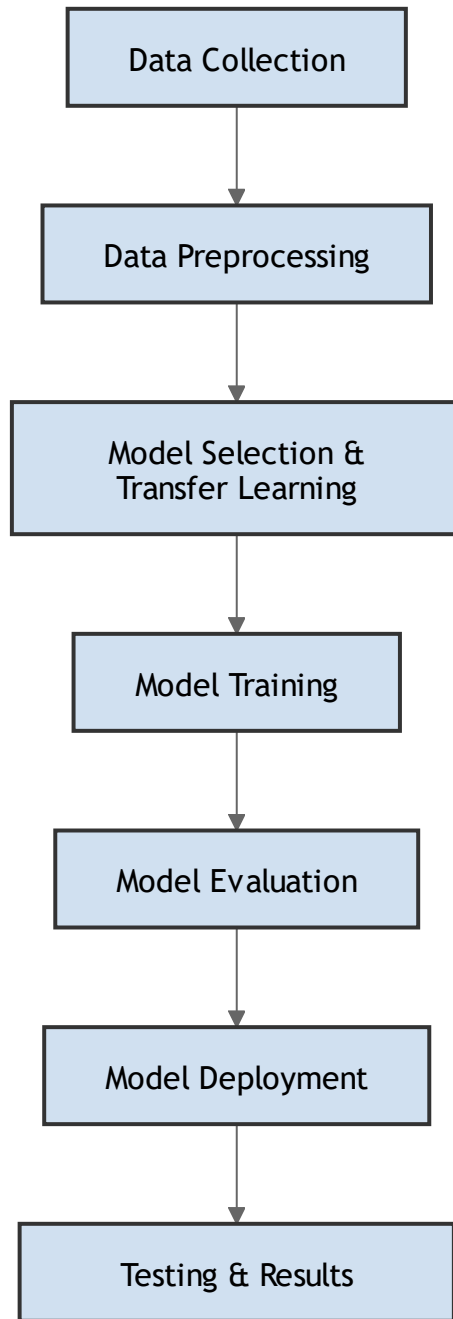 Data Collection
Data Preprocessing
Model Selection &
Transfer Learning
Model Training
Model Evaluation
Model Deployment
Testing & Results